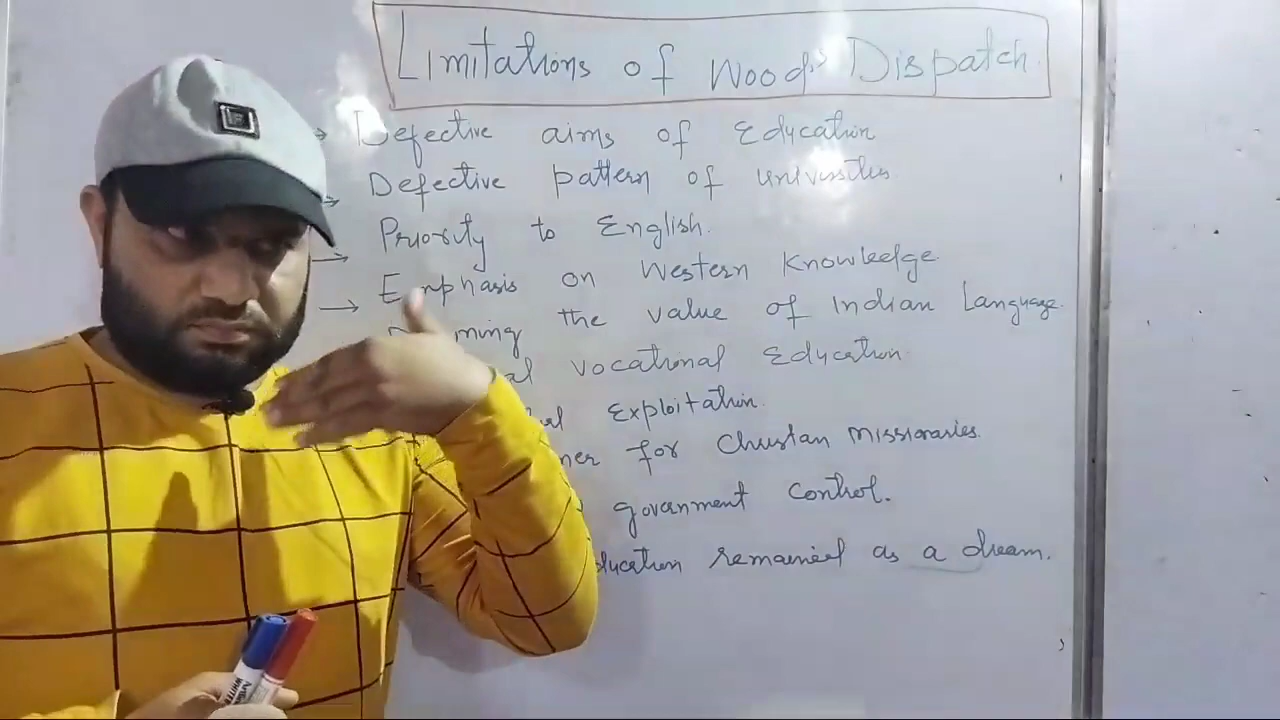 Limitations of Wood's Dispatch.
→ Defective aims of Education
→ Defective pattern of universities.
→ Priority to English.
→ Emphasis on Western Knowledge
the value of Indian Language.
vocational Education
Exploitation.
for Christan Missionaries.
government control.
remained as a dream.